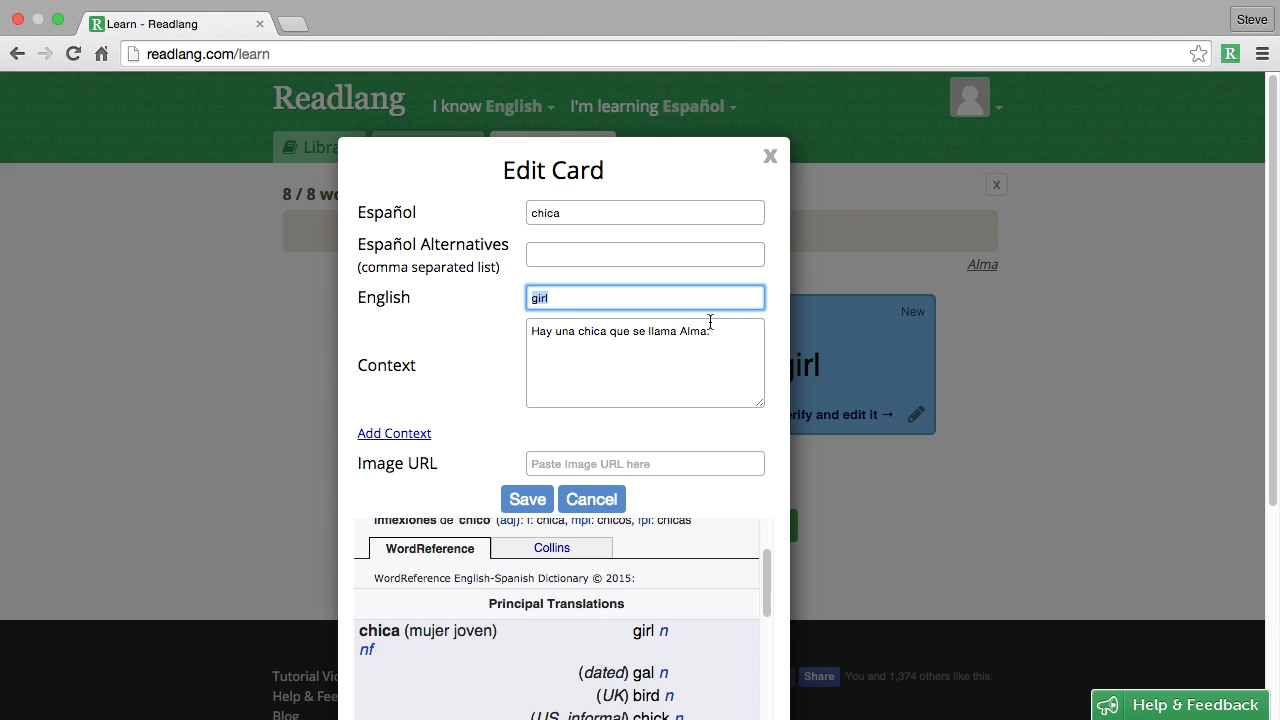 Learn - Readlang
Steve
readlang.com/learn
Readlang
I know English
I'm learning Español
Libra
8 / 8 wo
Edit Card
X
x
Español
chica
Español Alternatives
(comma separated list)
Alma
English
girl
New
Context
Hay una chica que se llama Alma.
girl
erify and edit it →
Add Context
Image URL
Paste Image URL here
Save
Cancel
Inflexiones de 'chico' (adj): f: chica, mpl: chicos, fpl: chicas
WordReference
Collins
WordReference English-Spanish Dictionary © 2015:
Principal Translations
chica (mujer joven)
nf
girl n
(dated) gal n
(UK) bird n
(US, informal) chick n
Tutorial Vid
Help & Fee
Blog
Share
You and 1,374 others like this.
Help & Feedback